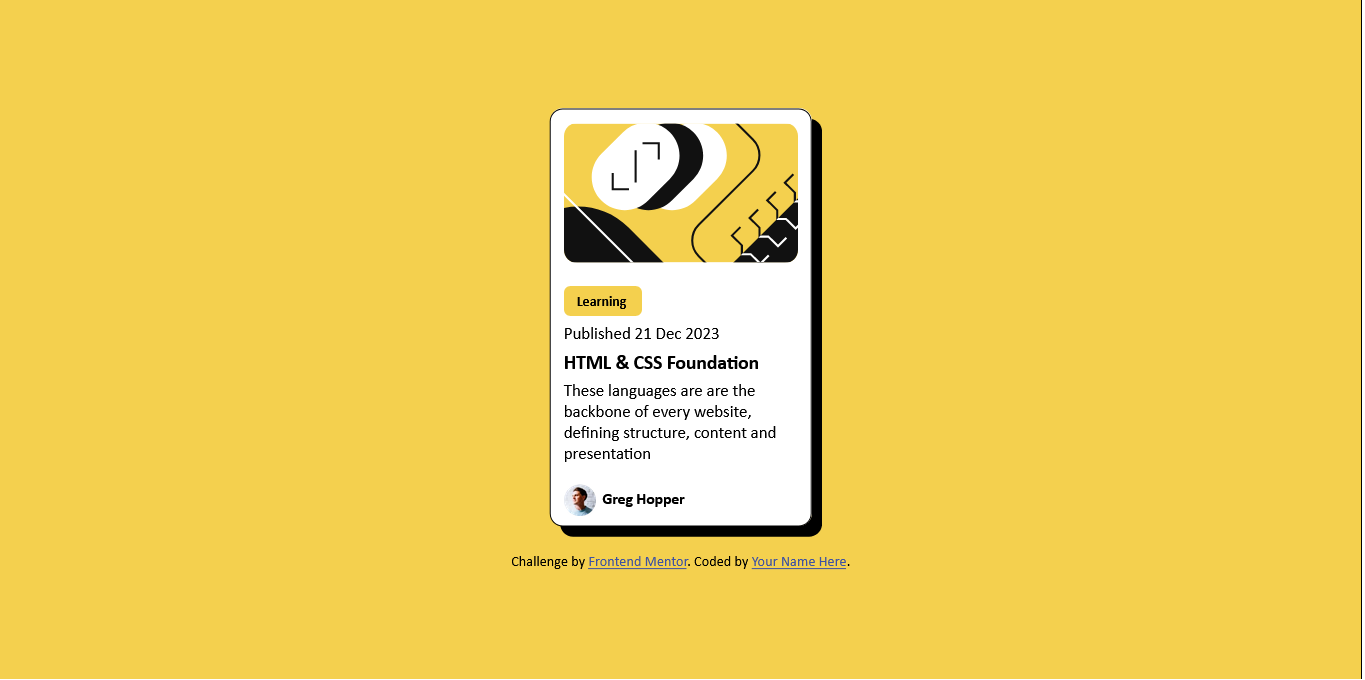 Learning
Published 21 Dec 2023
HTML & CSS Foundation
These languages are are the
backbone of every website,
defining structure, content and
presentation
Greg Hopper
Challenge by Frontend Mentor. Coded by Your Name Here.